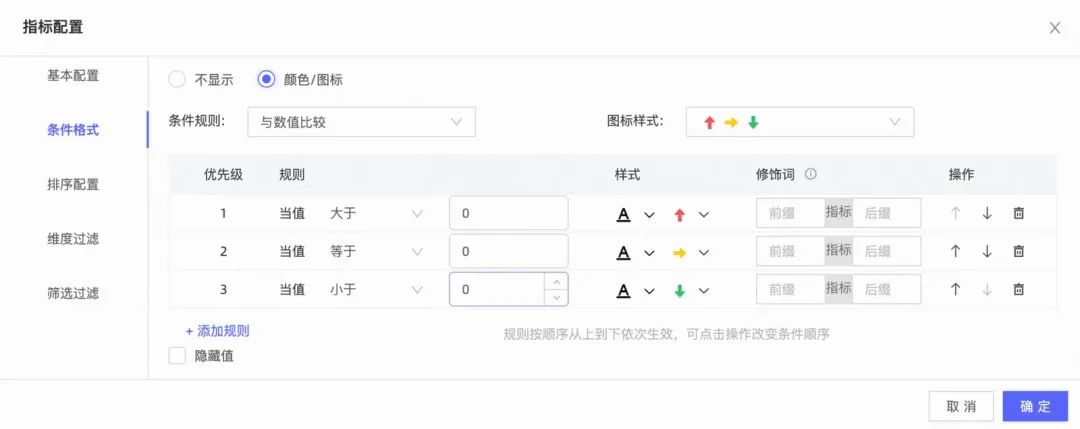 指标配置
基本配置
条件格式
排序配置
维度过滤
筛选过滤
不显示 颜色/图标
条件规则: 与数值比较 图标样式:
优先级 规则 样式 修饰词 操作
1 当值 大于 0 A 前缀 指标 后缀
2 当值 等于 0 A 前缀 指标 后缀
3 当值 小于 0 A 前缀 指标 后缀
+ 添加规则 规则按顺序从上到下依次生效，可点击操作改变条件顺序
隐藏值
取消 确定